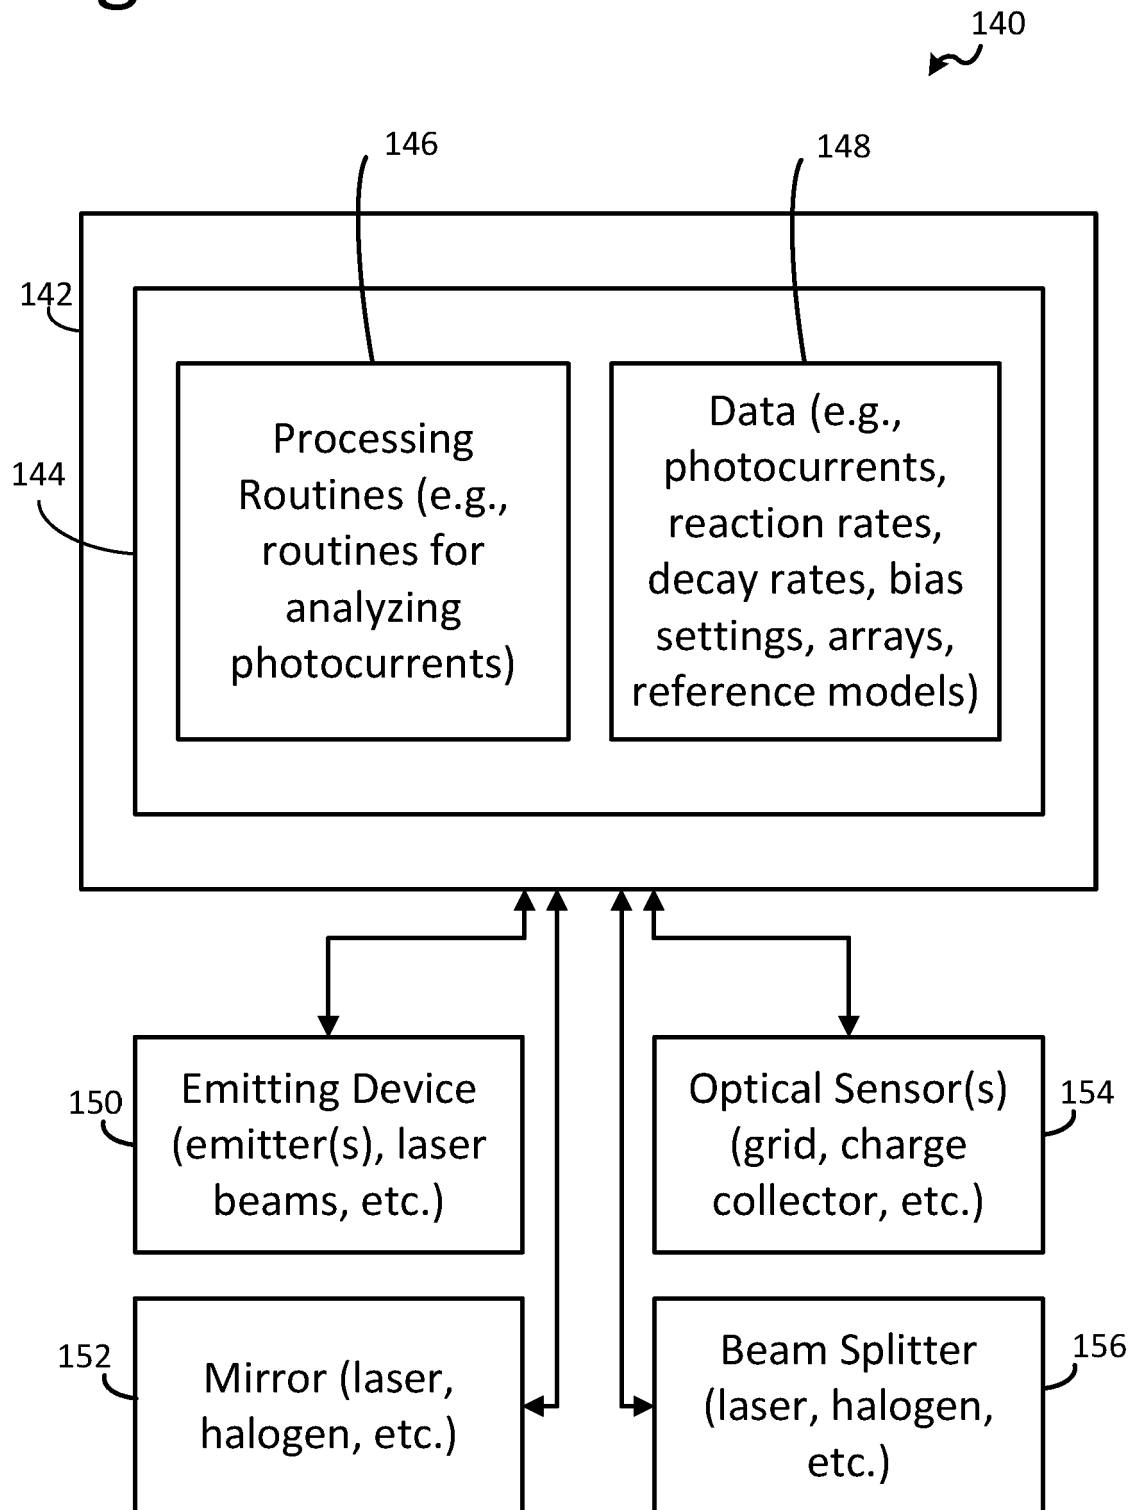 140
146
148
142
144
Processing
Routines (e.g.,
routines for
analyzing
photocurrents)
Data (e.g.,
photocurrents,
reaction rates,
decay rates, bias
settings, arrays,
reference models)
150
Emitting Device
(emitter(s), laser
beams, etc.)
Optical Sensor(s)
(grid, charge
collector, etc.)
154
152
Mirror (laser,
halogen, etc.)
Beam Splitter
(laser, halogen,
etc.)
156